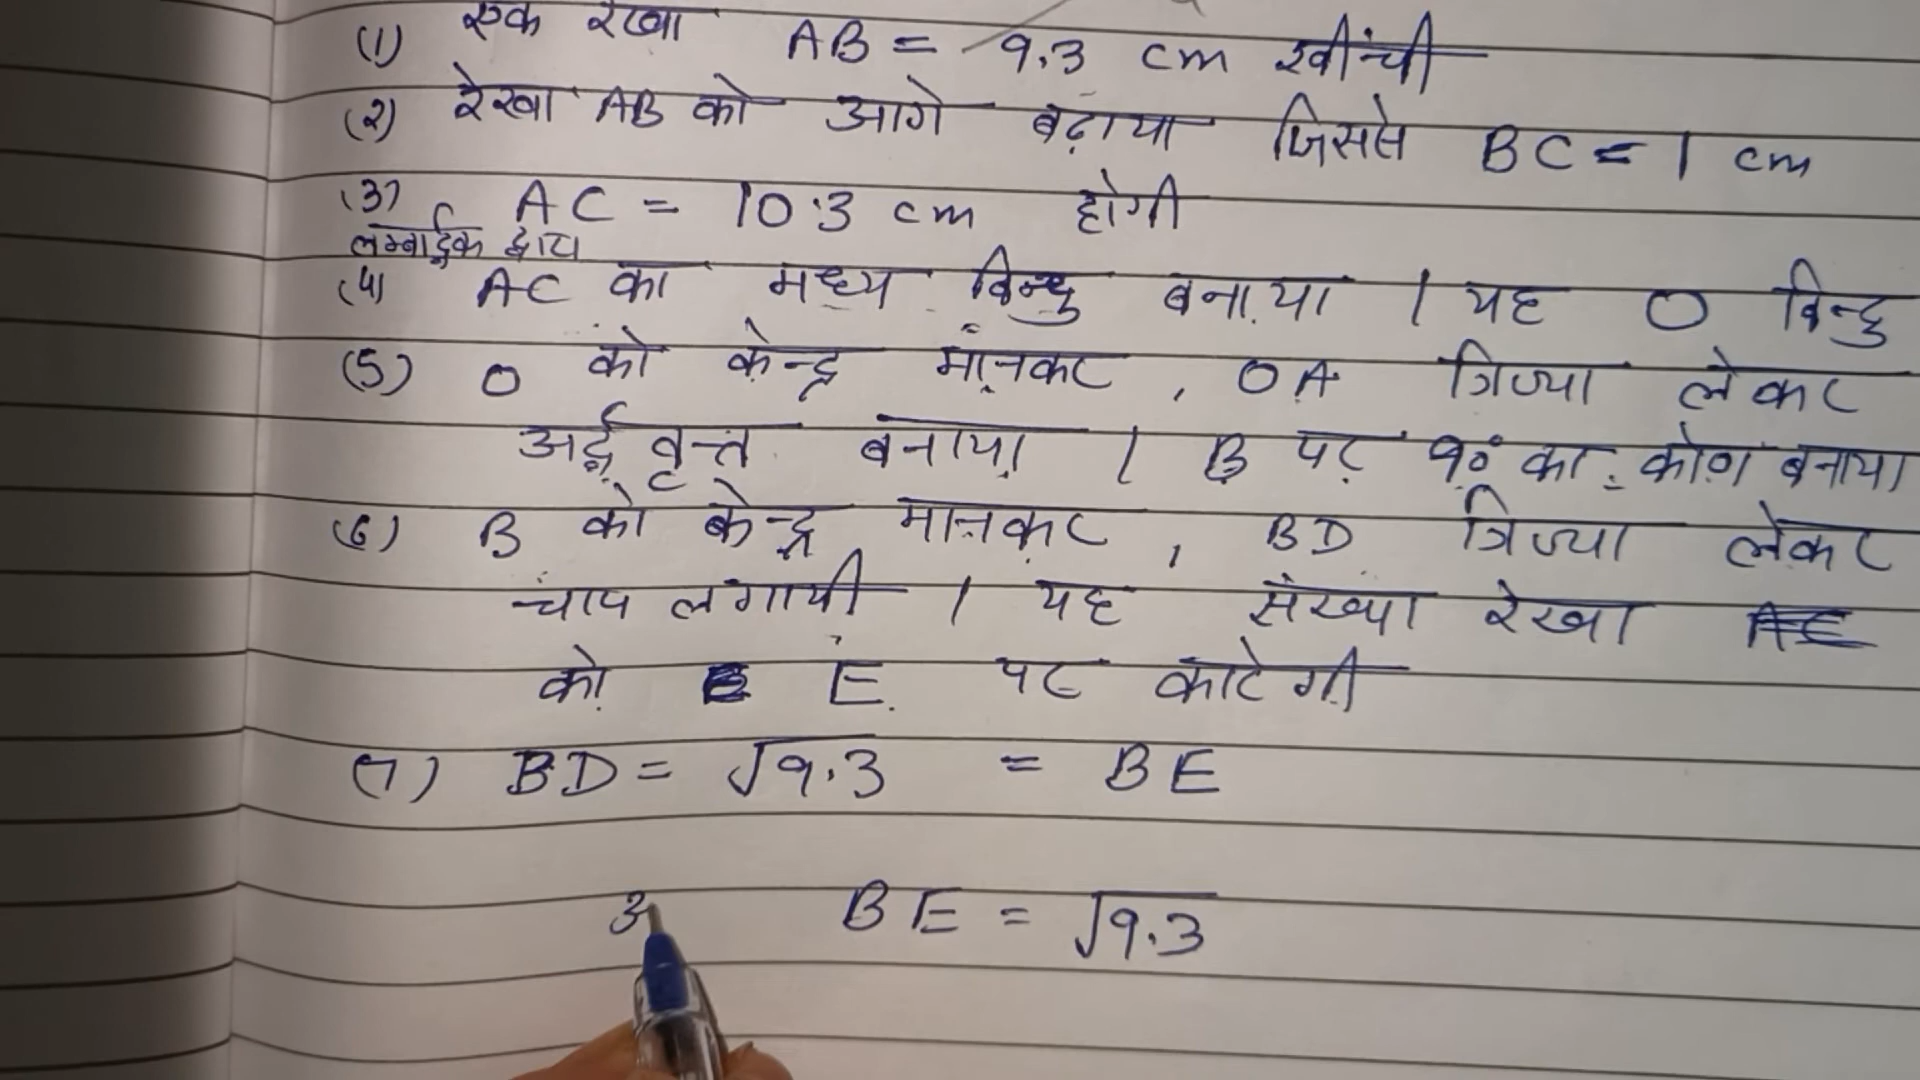 (1) एक रेखा AB = 9.3 cm खींची
(2) रेखा AB को आगे बढ़ाया जिससे BC = 1 cm
(3) AC = 10.3 cm होगी
लम्बार्द्धक द्वारा
(4) AC का मध्य बिन्दु बनाया । यह O बिन्दु
(5) O को केन्द्र मानकर , OA त्रिज्या लेकर
अर्द्ध वृत्त बनाया । B पर 90° का कोण बनाया
(6) B को केन्द्र मानकर , BD त्रिज्या लेकर
चाप लगायी । यह संख्या रेखा
को E पर काटेगी
(7) BD = √9.3 = BE
BE = √9.3